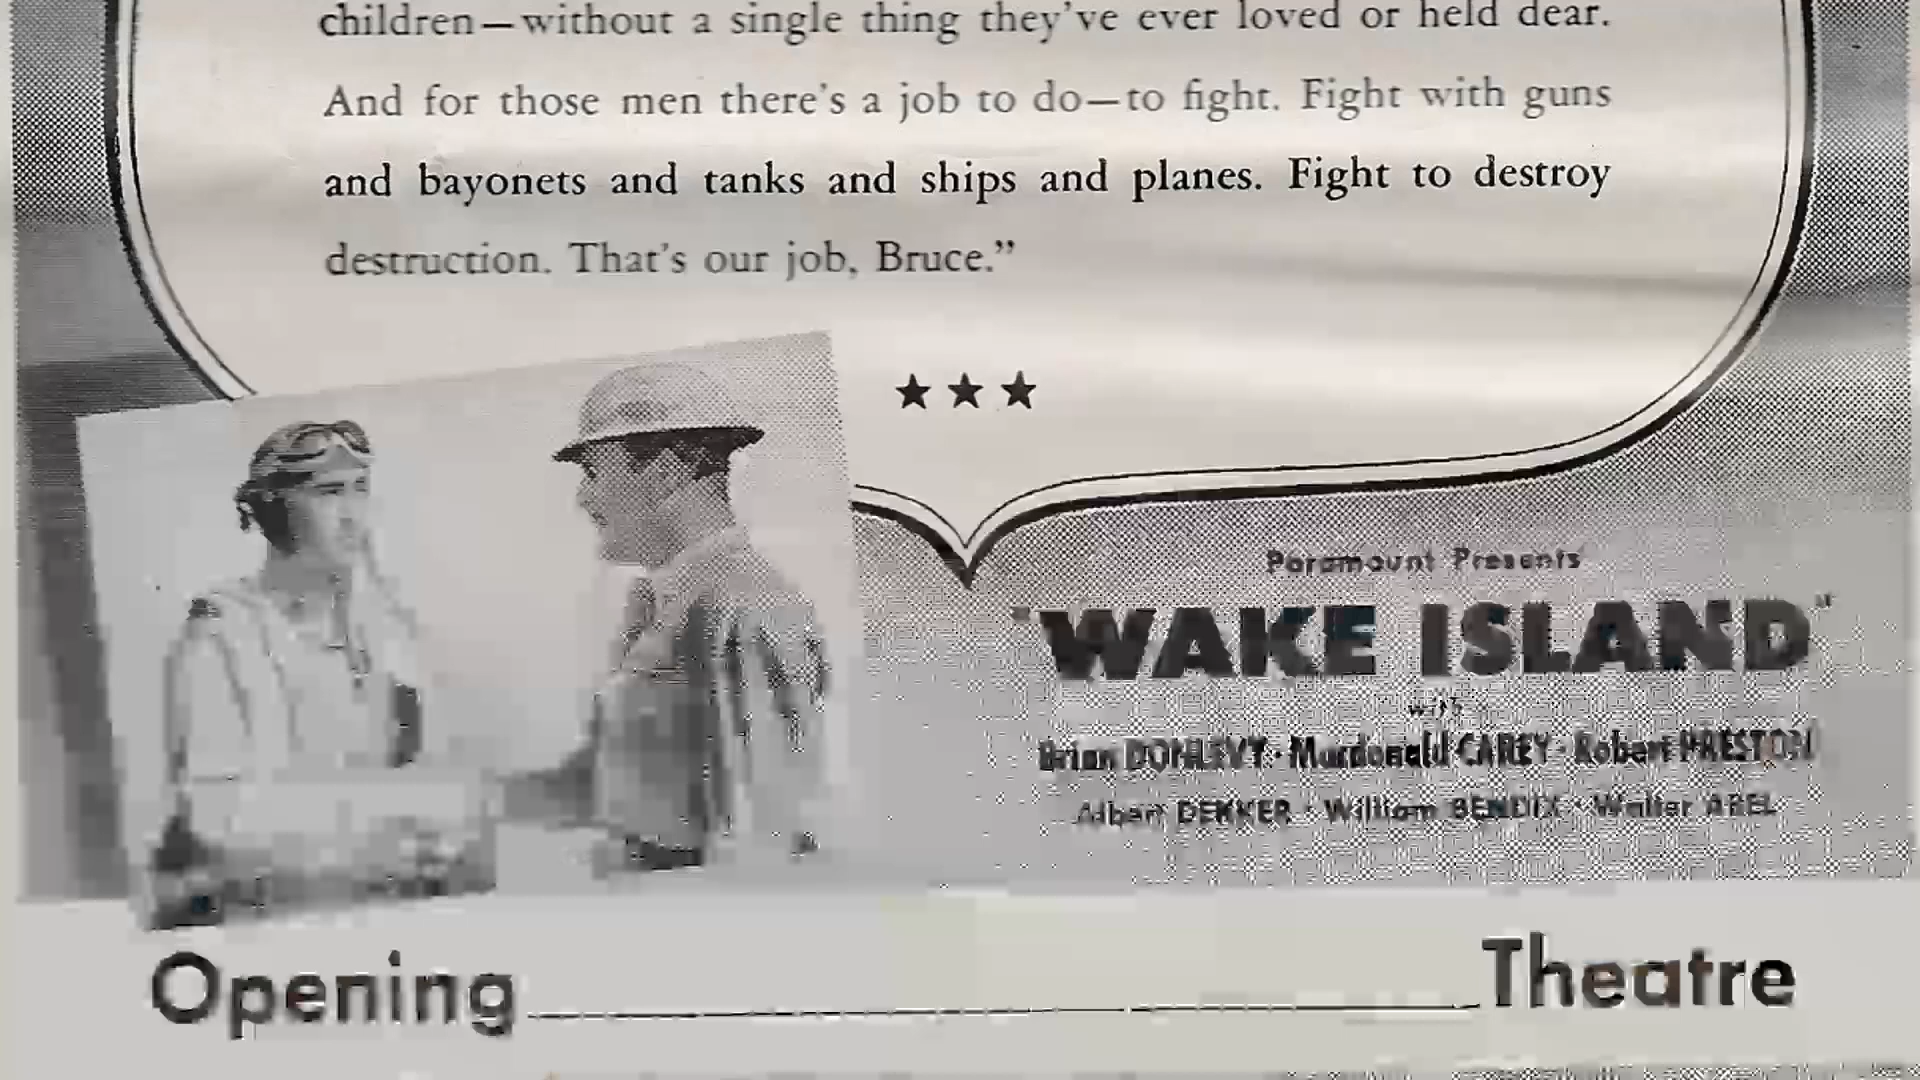 children—without a single thing they've ever loved or held dear.
And for those men there's a job to do—to fight. Fight with guns
and bayonets and tanks and ships and planes. Fight to destroy
destruction. That's our job, Bruce."
★ ★ ★
Paramount Presents
"WAKE ISLAND"
with
Brian DONLEVY · Macdonald CAREY · Robert PRESTON
Albert DEKKER · William BENDIX · Walter ABEL
Opening Theatre